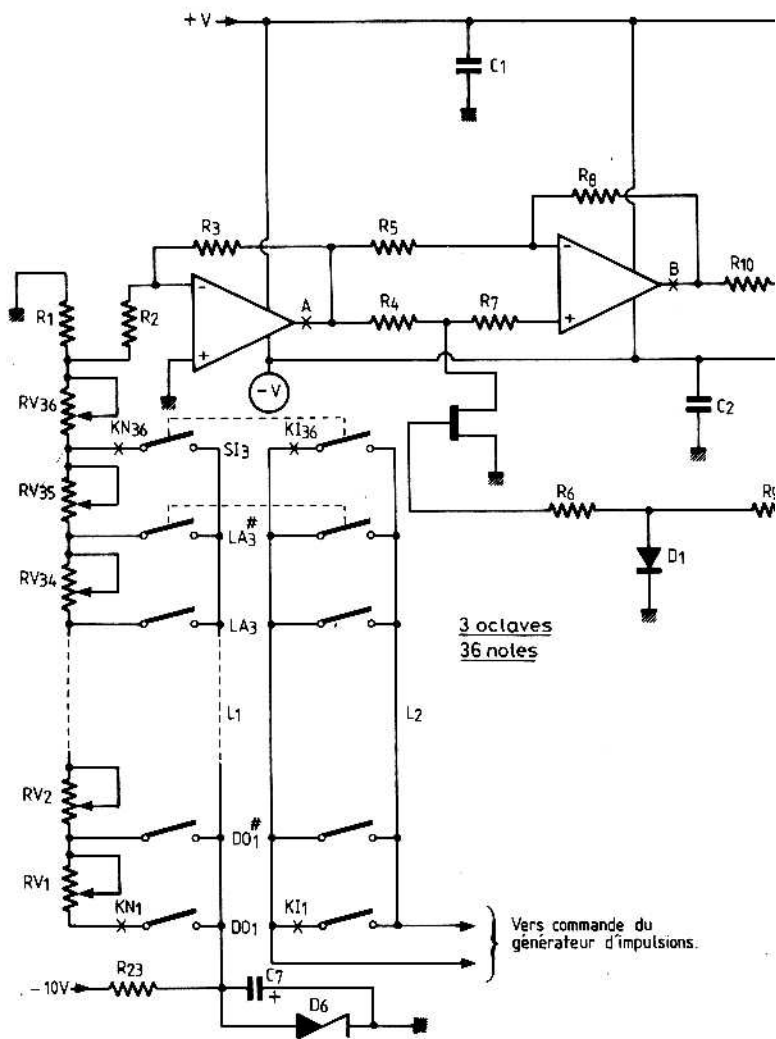 +V
C1
R8
R3
R5
- 
-
B
R10
A
R1
R2
R4
R7
+
+
-V
RV36
C2
KN36
KI36
SI3
RV35
R6
R9
LA3#
D1
RV34
LA3
3 octaves
36 notes
L1
L2
RV2
DO1#
RV1
KN1
KI1
DO1
Vers commande du
générateur d'impulsions.
R23
C7
-10V
+
D6